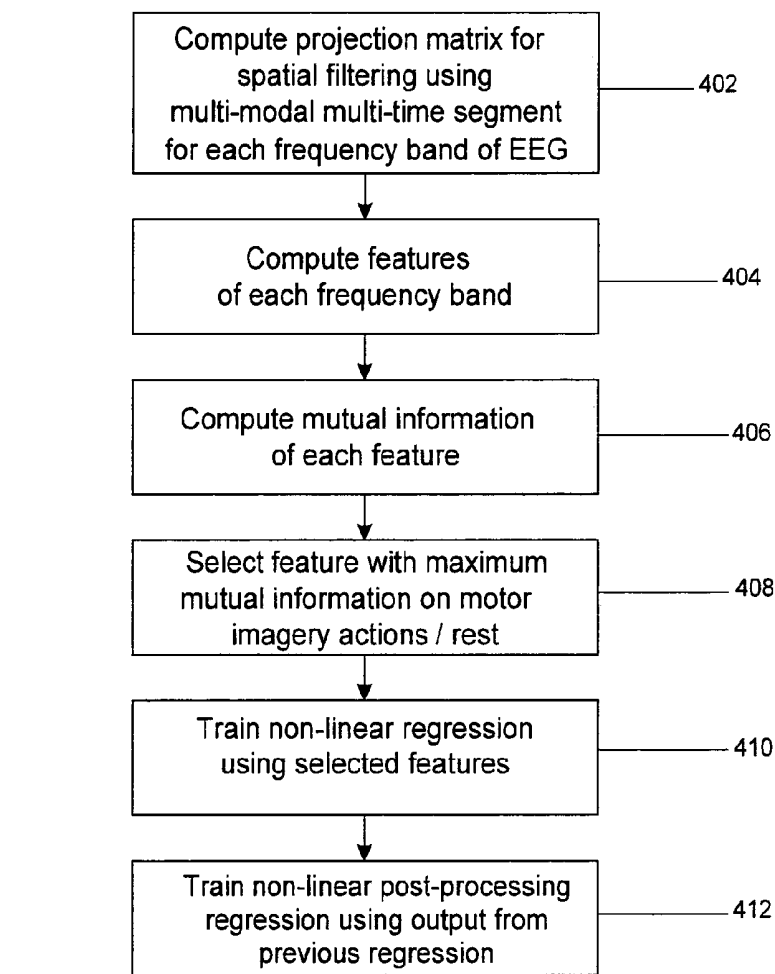 Compute projection matrix for
spatial filtering using
multi-modal multi-time segment
for each frequency band of EEG
402
Compute features
of each frequency band
404
Compute mutual information
of each feature
406
Select feature with maximum
mutual information on motor
imagery actions / rest
408
Train non-linear regression
using selected features
410
Train non-linear post-processing
regression using output from
previous regression
412